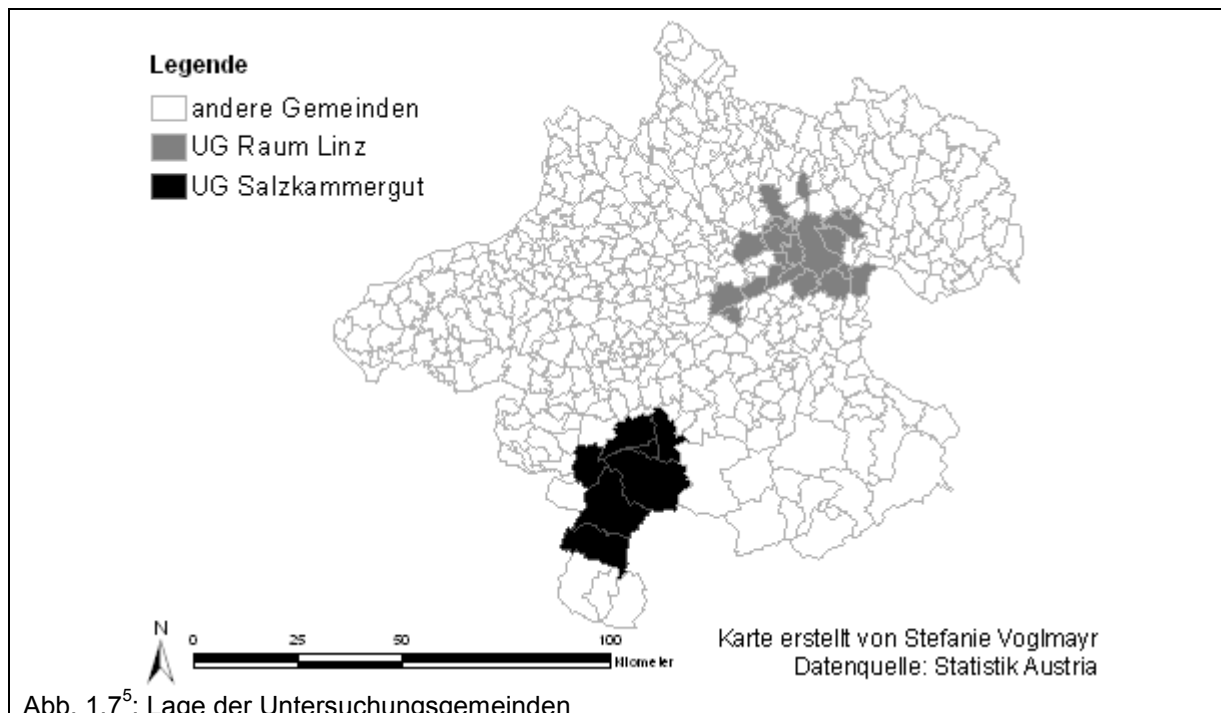 Legende
andere Gemeinden
UG Raum Linz
UG Salzkammergut
N
0 25 50 100
Kilometer
Karte erstellt von Stefanie Voglmayr
Datenquelle: Statistik Austria
Abb. 1.7⁵: Lage der Untersuchungsgemeinden